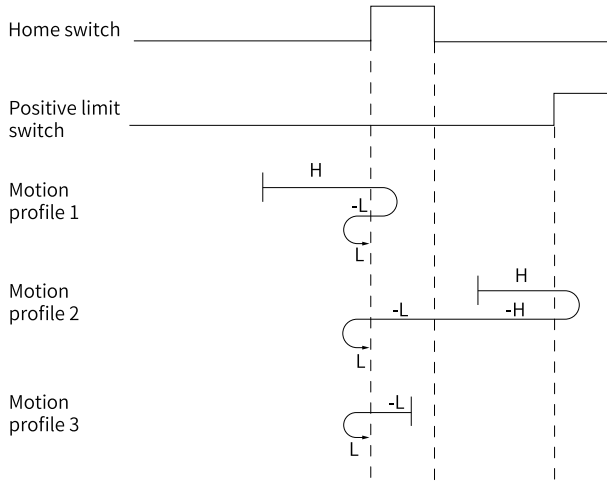 Home switch
Positive limit
switch
H
Motion
profile 1
-L
L
H
Motion
profile 2
-L
-H
L
Motion
profile 3
-L
L